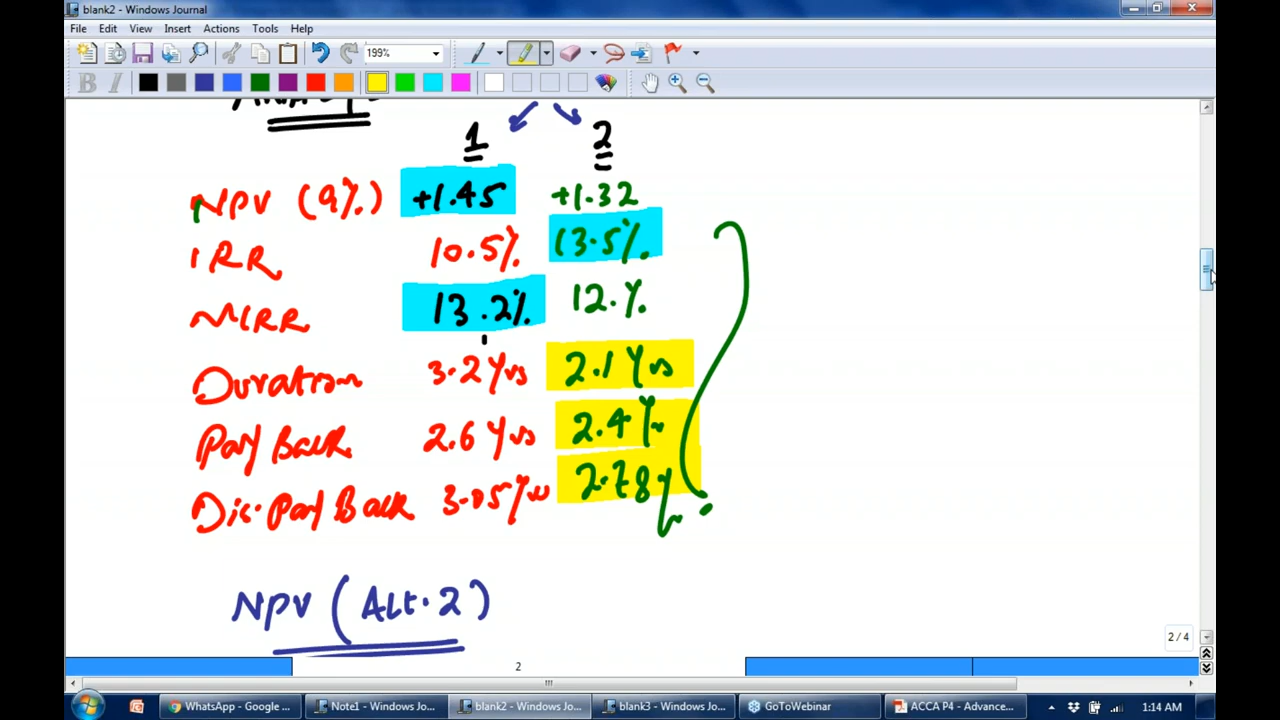 blank2 - Windows Journal
File Edit View Insert Actions Tools Help
199%
1 2
NPV (9%) +1.45 +1.32
IRR 10.5% 13.5%
MIRR 13.2% 12.%
Duration 3.2 Yrs 2.1 Yrs
Pay Back 2.6 Yrs 2.4 Yr
Dis. Pay Back 3.05 Yrs 2.78 Y
NPV (Alt. 2)
2 / 4
2
WhatsApp - Google ... Note1 - Windows Jo... blank2 - Windows Jo... blank3 - Windows Jo... GoToWebinar ACCA P4 - Advance... 1:14 AM